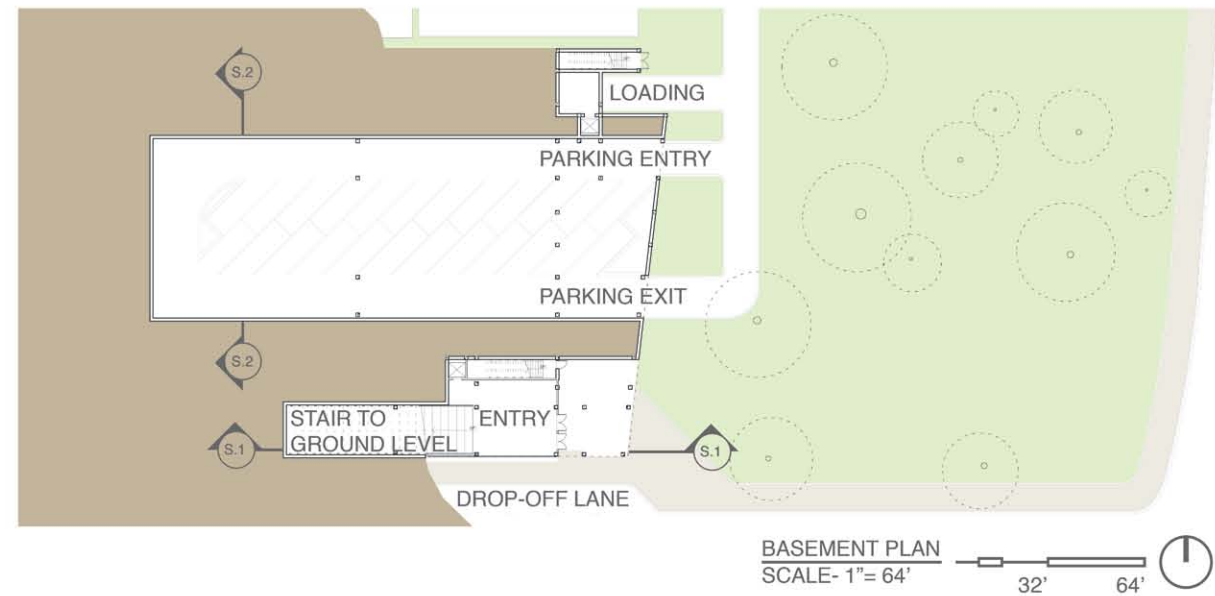 S.2
LOADING
PARKING ENTRY
PARKING EXIT
S.2
STAIR TO
GROUND LEVEL
ENTRY
S.1
S.1
DROP-OFF LANE
BASEMENT PLAN
SCALE- 1"= 64'
32'
64'